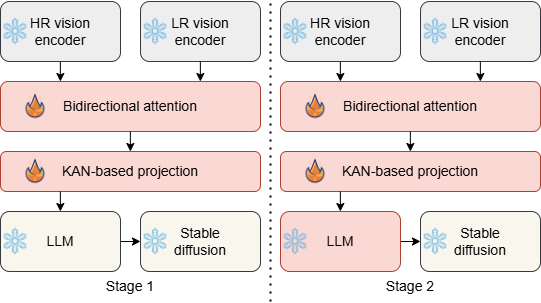 HR vision
encoder
LR vision
encoder
Bidirectional attention
KAN-based projection
LLM
Stable
diffusion
Stage 1
HR vision
encoder
LR vision
encoder
Bidirectional attention
KAN-based projection
LLM
Stable
diffusion
Stage 2